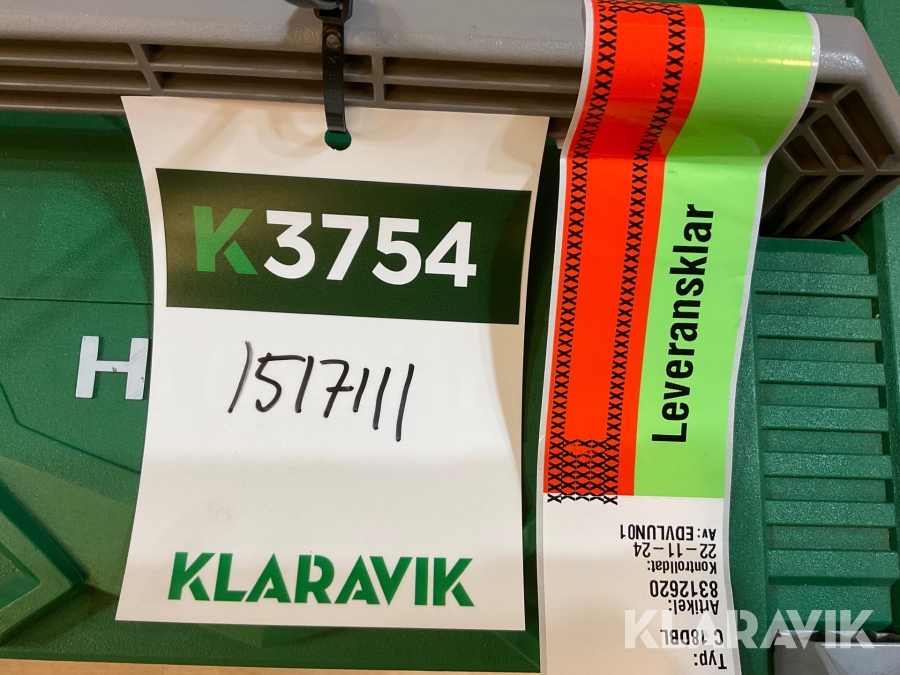 K3754
1517111
KLARAVIK
H
Leveransklar
Typ:
C 18DBL
Artikel:
8312620
Kontrolldat:
22-11-24
Av: EDVLUN01
KLARAVIK